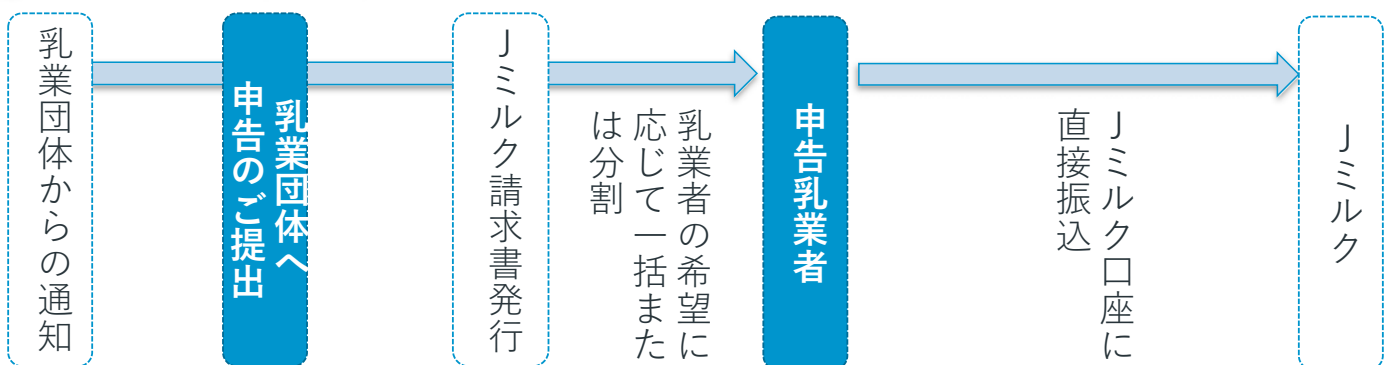 乳業団体からの通知
乳業団体へ
申告のご提出
Ｊミルク請求書発行
乳業者の希望に
応じて一括また
は分割
申告乳業者
Ｊミルク口座に
直接振込
Ｊミルク